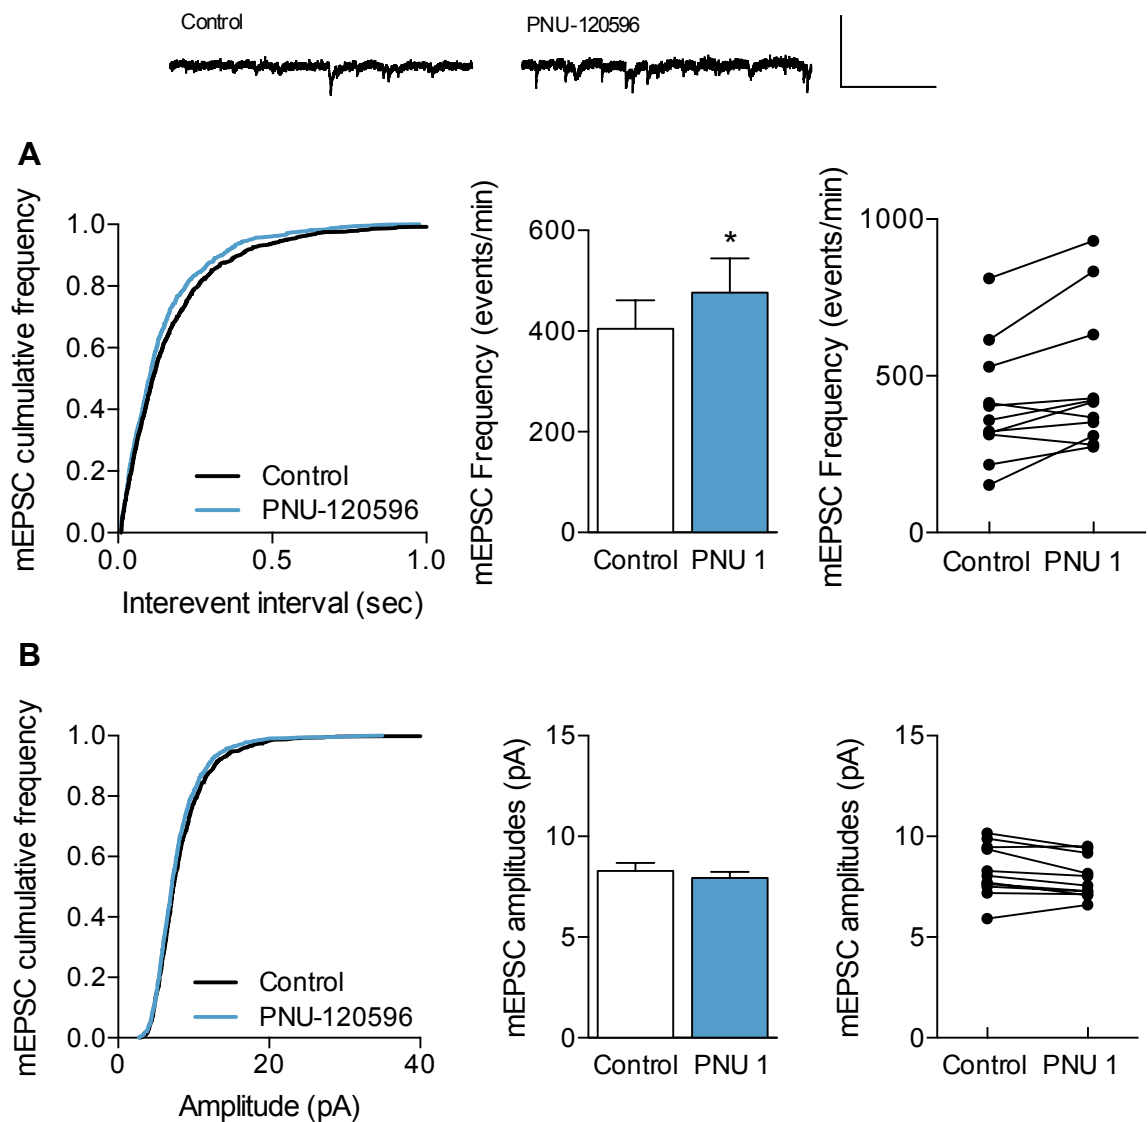 Control
PNU-120596
A
mEPSC culmulative frequency
1.0
0.8
0.6
0.4
0.2
0.0
Control
PNU-120596
0.0
0.5
1.0
Interevent interval (sec)
mEPSC Frequency (events/min)
600
400
200
0
*
Control
PNU 1
mEPSC Frequency (events/min)
1000
500
0
Control
PNU 1
B
mEPSC culmulative frequency
1.0
0.8
0.6
0.4
0.2
0.0
Control
PNU-120596
0
20
40
Amplitude (pA)
mEPSC amplitudes (pA)
15
10
5
0
Control
PNU 1
mEPSC amplitudes (pA)
15
10
5
0
Control
PNU 1